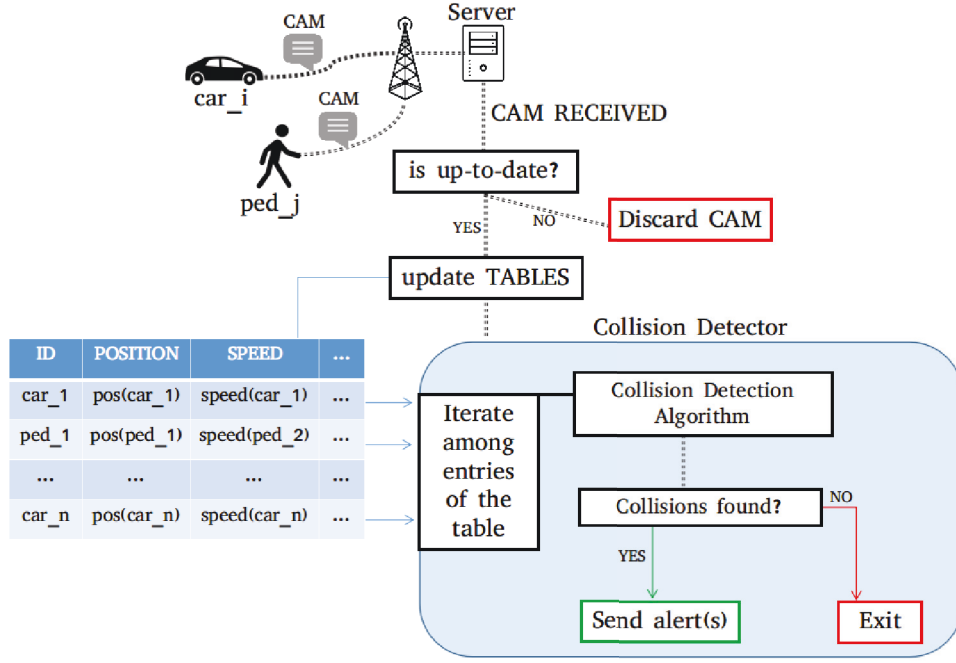 Server
CAM
car_i
CAM
ped_j
CAM RECEIVED
is up-to-date?
YES
NO
Discard CAM
update TABLES
Collision Detector
ID POSITION SPEED ...
car_1 pos(car_1) speed(car_1) ...
ped_1 pos(ped_1) speed(ped_2) ...
... ... ... ...
car_n pos(car_n) speed(car_n) ...
Iterate
among
entries
of the
table
Collision Detection
Algorithm
Collisions found?
NO
YES
Send alert(s)
Exit